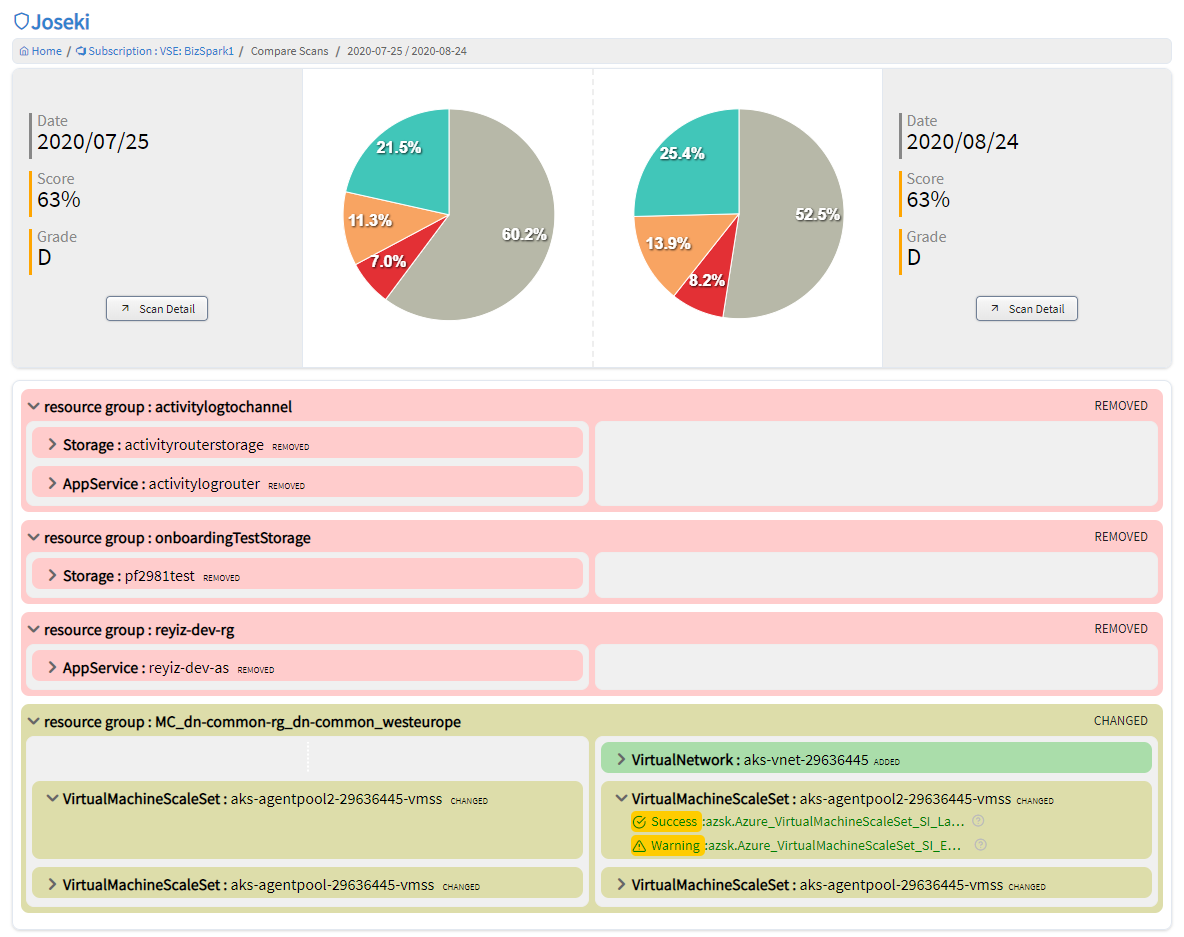 Joseki
Home / Subscription : VSE: BizSpark1 / Compare Scans / 2020-07-25 / 2020-08-24
Date
2020/07/25
Score
63%
Grade
D
Scan Detail
21.5%
11.3%
7.0%
60.2%
25.4%
13.9%
8.2%
52.5%
Date
2020/08/24
Score
63%
Grade
D
Scan Detail
resource group : activitylogtochannel REMOVED
Storage : activityrouterstorage REMOVED
AppService : activitylogrouter REMOVED
resource group : onboardingTestStorage REMOVED
Storage : pf2981test REMOVED
resource group : reyiz-dev-rg REMOVED
AppService : reyiz-dev-as REMOVED
resource group : MC_dn-common-rg_dn-common_westeurope CHANGED
VirtualNetwork : aks-vnet-29636445 ADDED
VirtualMachineScaleSet : aks-agentpool2-29636445-vmss CHANGED
VirtualMachineScaleSet : aks-agentpool2-29636445-vmss CHANGED
Success :azsk.Azure_VirtualMachineScaleSet_SI_La...
Warning :azsk.Azure_VirtualMachineScaleSet_SI_E...
VirtualMachineScaleSet : aks-agentpool-29636445-vmss CHANGED
VirtualMachineScaleSet : aks-agentpool-29636445-vmss CHANGED